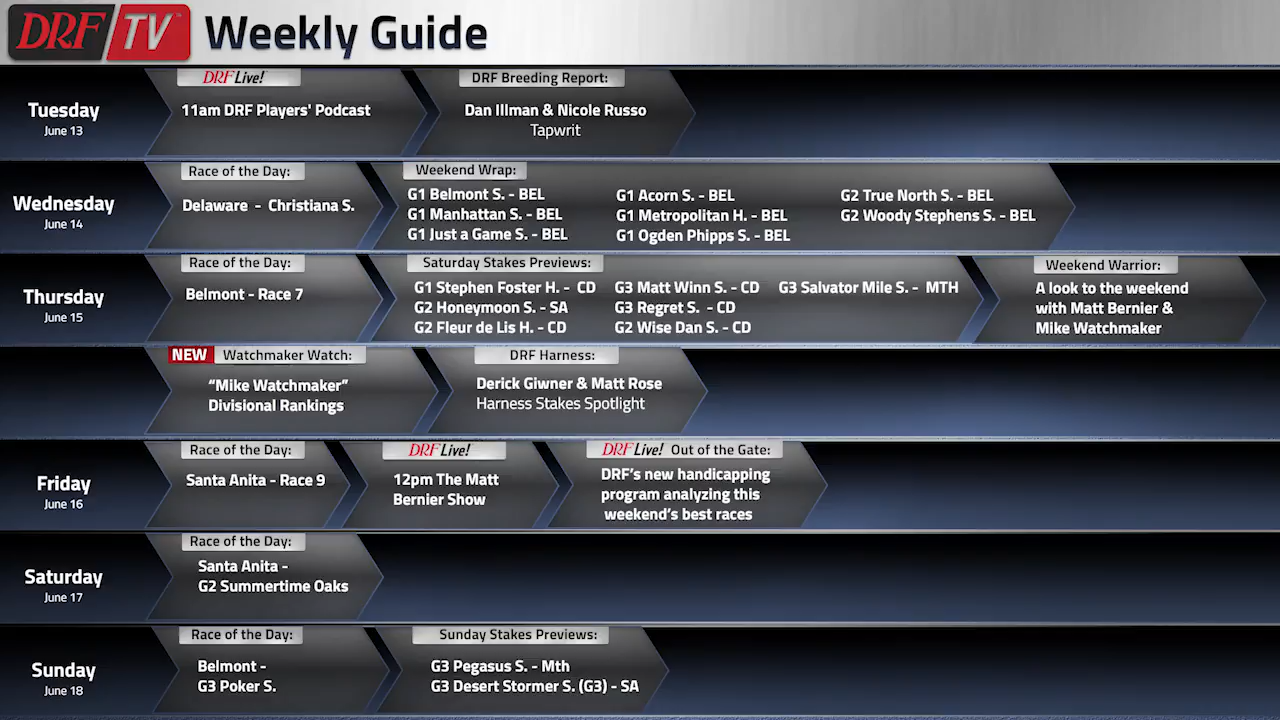 DRF TV Weekly Guide
Tuesday
June 13
DRF Live!
11am DRF Players' Podcast
DRF Breeding Report:
Dan Illman & Nicole Russo
Tapwrit
Wednesday
June 14
Race of the Day:
Delaware - Christiana S.
Weekend Wrap:
G1 Belmont S. - BEL
G1 Manhattan S. - BEL
G1 Just a Game S. - BEL
G1 Acorn S. - BEL
G1 Metropolitan H. - BEL
G1 Ogden Phipps S. - BEL
G2 True North S. - BEL
G2 Woody Stephens S. - BEL
Thursday
June 15
Race of the Day:
Belmont - Race 7
Saturday Stakes Previews:
G1 Stephen Foster H. - CD
G2 Honeymoon S. - SA
G2 Fleur de Lis H. - CD
G3 Matt Winn S. - CD
G3 Regret S. - CD
G2 Wise Dan S. - CD
G3 Salvator Mile S. - MTH
Weekend Warrior:
A look to the weekend
with Matt Bernier &
Mike Watchmaker
NEW Watchmaker Watch:
“Mike Watchmaker”
Divisional Rankings
DRF Harness:
Derick Giwner & Matt Rose
Harness Stakes Spotlight
Friday
June 16
Race of the Day:
Santa Anita - Race 9
DRF Live!
12pm The Matt
Bernier Show
DRF Live! Out of the Gate:
DRF’s new handicapping
program analyzing this
weekend’s best races
Saturday
June 17
Race of the Day:
Santa Anita -
G2 Summertime Oaks
Sunday
June 18
Race of the Day:
Belmont -
G3 Poker S.
Sunday Stakes Previews:
G3 Pegasus S. - Mth
G3 Desert Stormer S. (G3) - SA